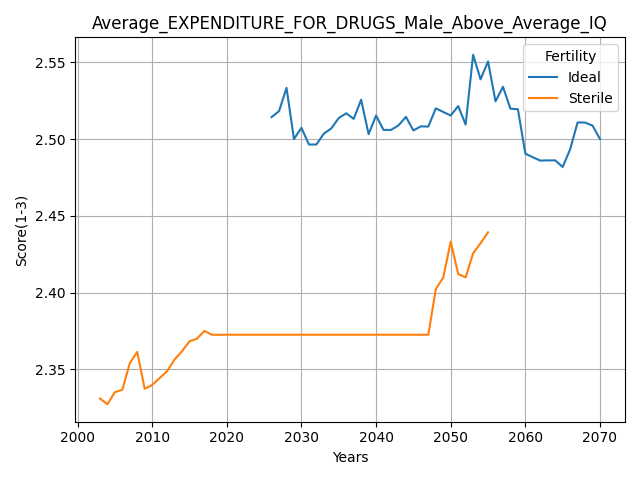 Average_EXPENDITURE_FOR_DRUGS_Male_Above_Average_IQ
Fertility
Ideal
Sterile
Score(1-3)
2.55
2.50
2.45
2.40
2.35
2000 2010 2020 2030 2040 2050 2060 2070
Years